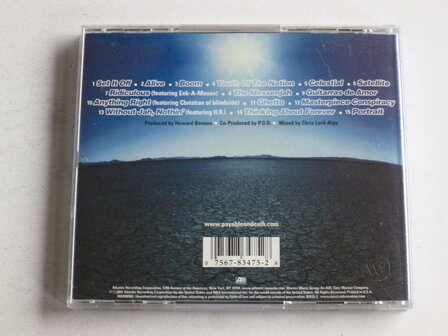 1 Set It Off 2 Alive 3 Boom 4 Youth Of The Nation 5 Celestial 6 Satellite
7 Ridiculous (featuring Eek-A-Mouse) 8 The Messenjah 9 Guitarras de Amor
10 Anything Right (featuring Christian of blindside) 11 Ghetto 12 Masterpiece Conspiracy
13 Without Jah, Nothin' (featuring H.R.) 14 Thinking About Forever 15 Portrait
Produced by Howard Benson Co-Produced by P.O.D. Mixed by Chris Lord-Alge
www.payableondeath.com
6 7567-83475-2 8